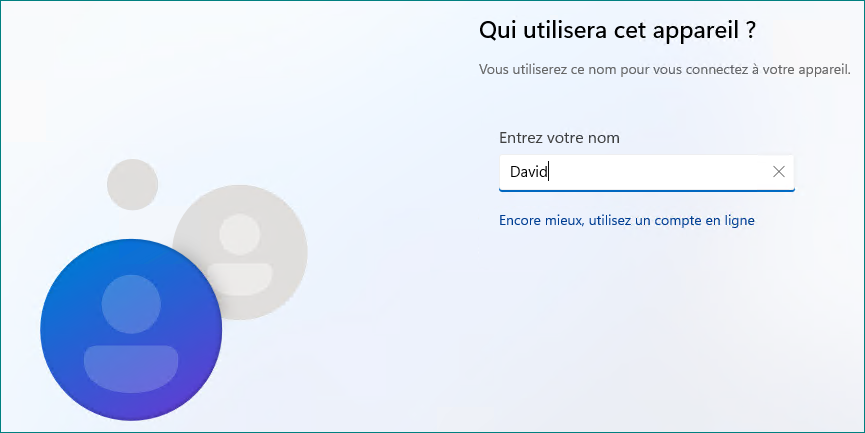 Qui utilisera cet appareil ?
Vous utiliserez ce nom pour vous connectez à votre appareil.
Entrez votre nom
David
Encore mieux, utilisez un compte en ligne